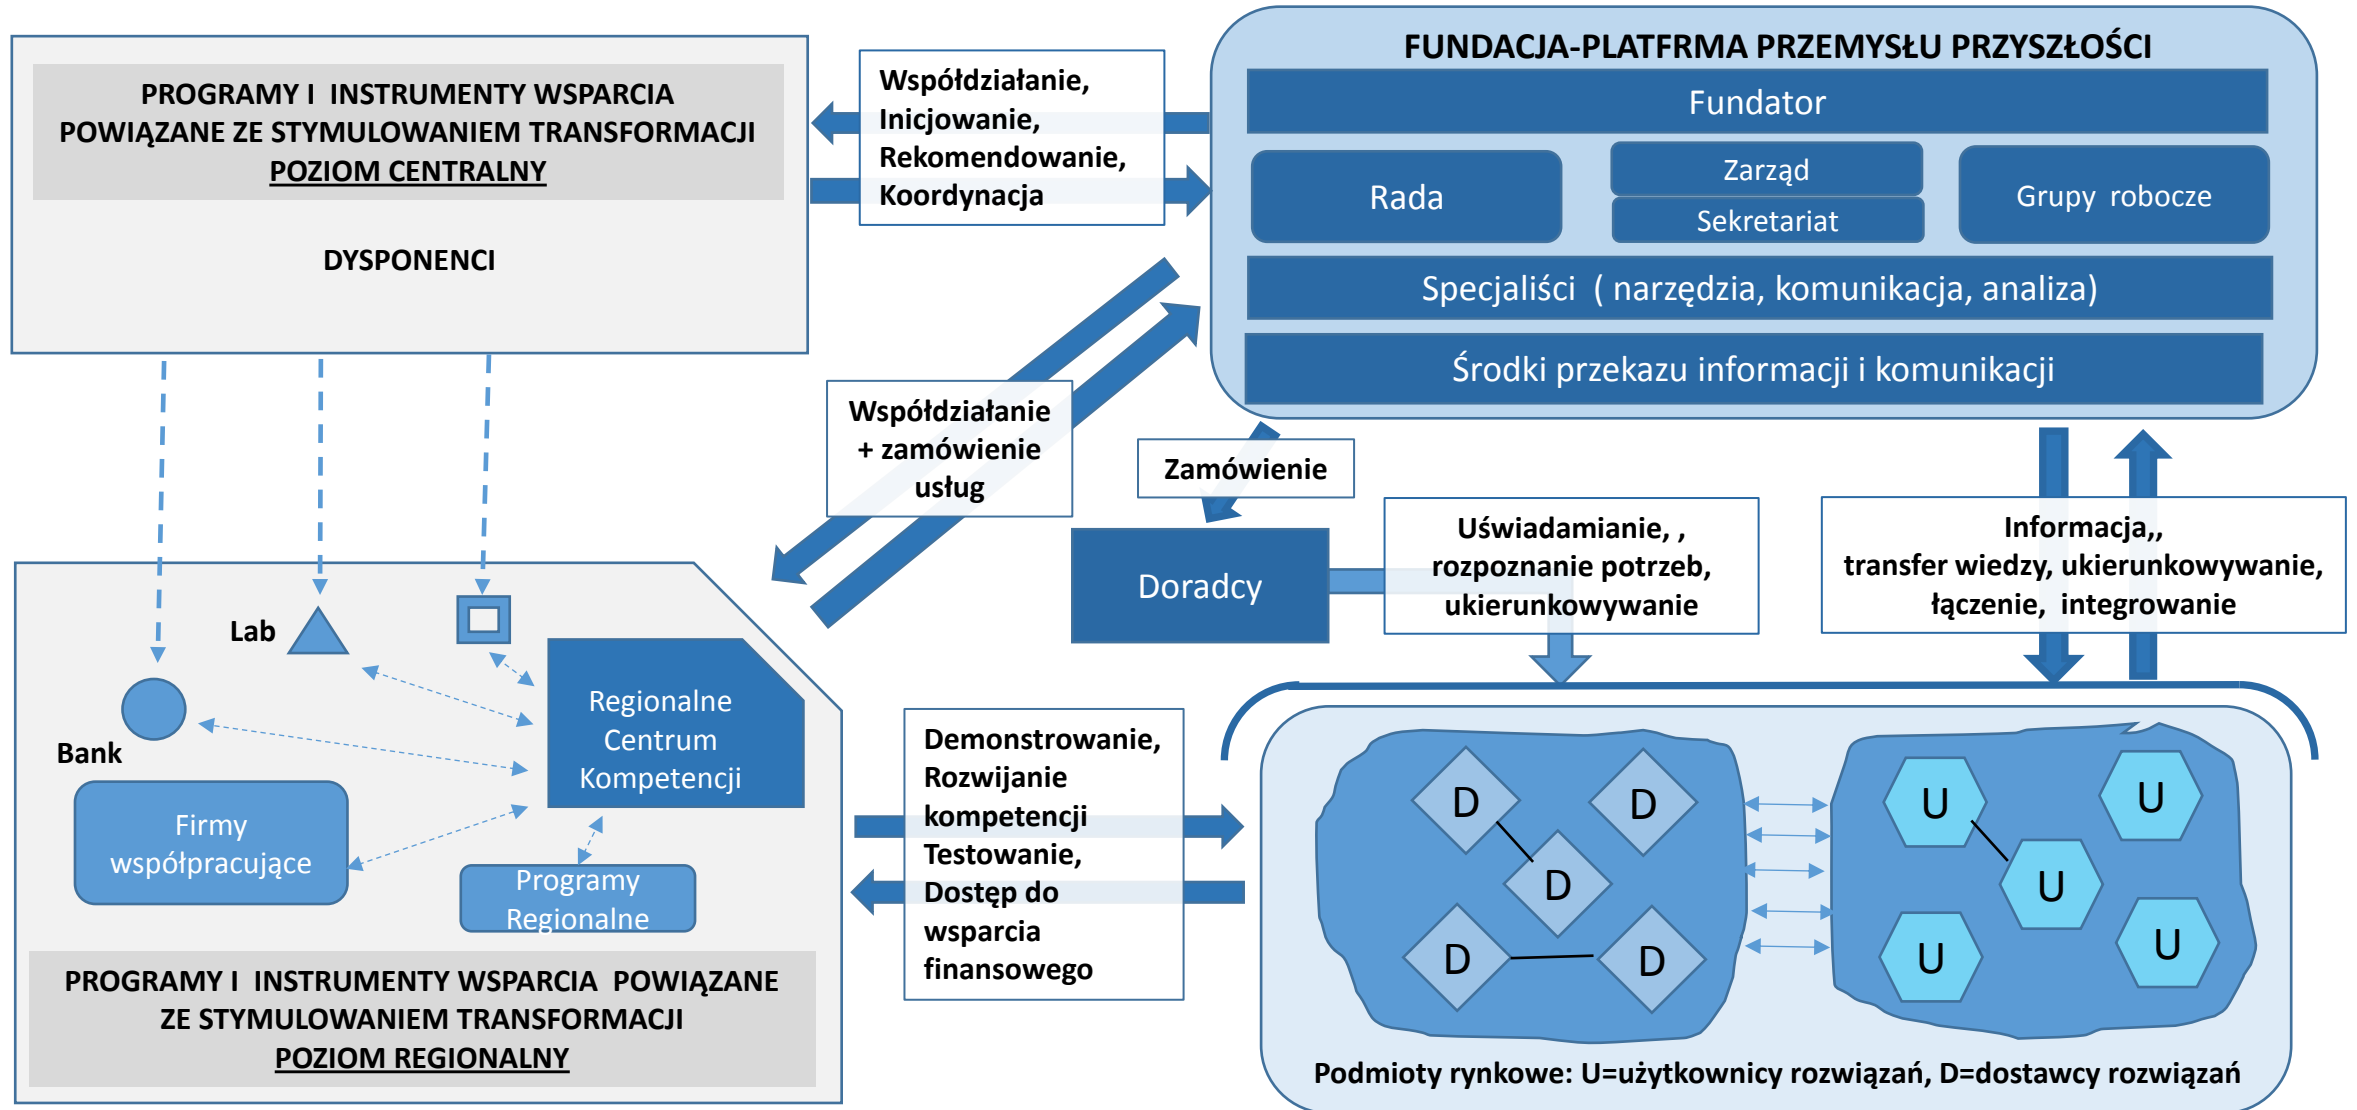 PROGRAMY I INSTRUMENTY WSPARCIA
POWIĄZANE ZE STYMULOWANIEM TRANSFORMACJI
POZIOM CENTRALNY
DYSPONENCI
Współdziałanie,
Inicjowanie,
Rekomendowanie,
Koordynacja
FUNDACJA-PLATFRMA PRZEMYSŁU PRZYSZŁOŚCI
Fundator
Rada
Zarząd
Sekretariat
Grupy robocze
Specjaliści ( narzędzia, komunikacja, analiza)
Środki przekazu informacji i komunikacji
Współdziałanie
+ zamówienie
usług
Zamówienie
Doradcy
Uświadamianie, ,
rozpoznanie potrzeb,
ukierunkowywanie
Informacja,,
transfer wiedzy, ukierunkowywanie,
łączenie, integrowanie
Lab
Bank
Regionalne
Centrum
Kompetencji
Firmy
współpracujące
Programy
Regionalne
PROGRAMY I INSTRUMENTY WSPARCIA POWIĄZANE
ZE STYMULOWANIEM TRANSFORMACJI
POZIOM REGIONALNY
Demonstrowanie,
Rozwijanie
kompetencji
Testowanie,
Dostęp do
wsparcia
finansowego
D
D
D
D
D
U
U
U
U
U
Podmioty rynkowe: U=użytkownicy rozwiązań, D=dostawcy rozwiązań